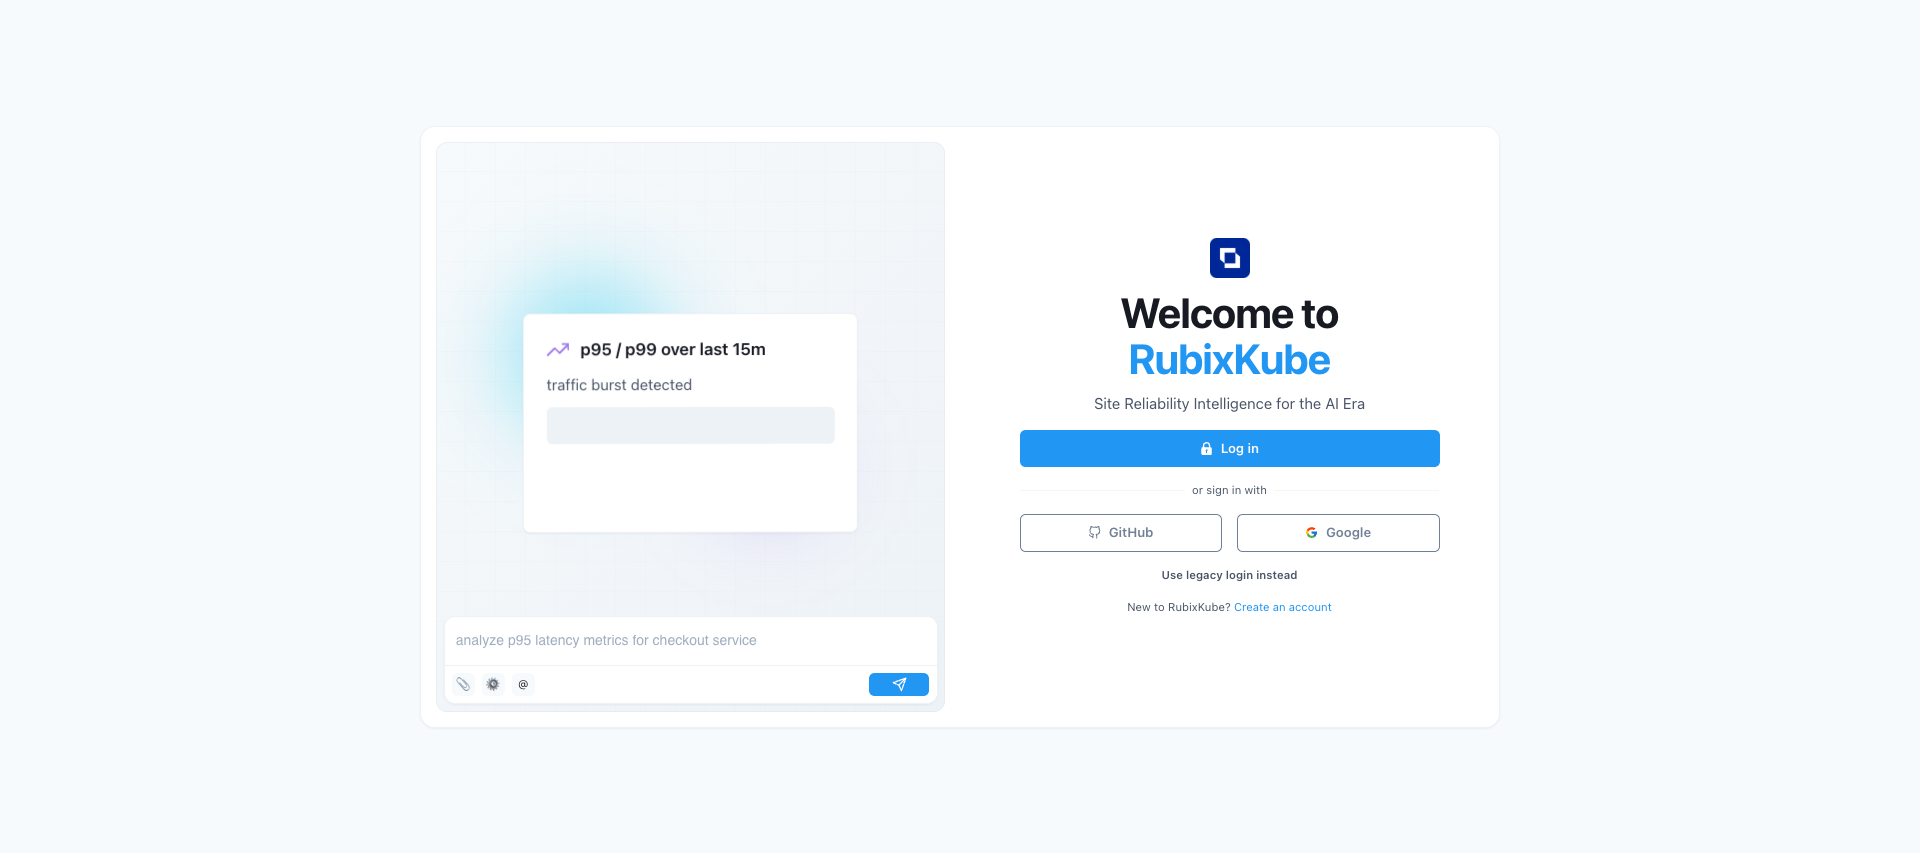 p95 / p99 over last 15m
traffic burst detected
analyze p95 latency metrics for checkout service
@
Welcome to
RubixKube
Site Reliability Intelligence for the AI Era
Log in
or sign in with
GitHub
Google
Use legacy login instead
New to RubixKube? Create an account